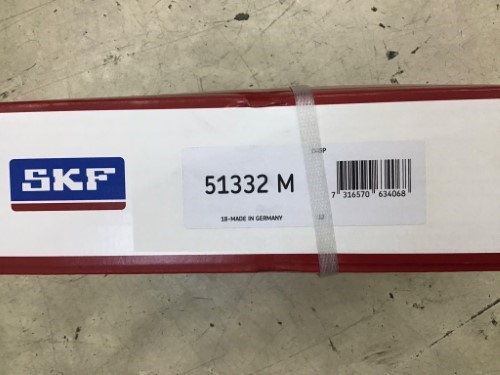 SKF
51332 M
18-MADE IN GERMANY
7 316570 634068